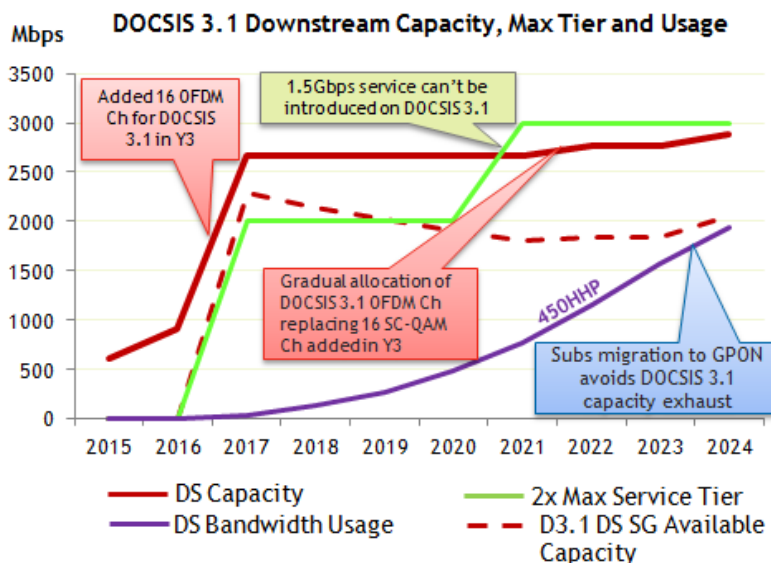 DOCSIS 3.1 Downstream Capacity, Max Tier and Usage
Mbps
3500
3000
2500
2000
1500
1000
500
0
Added 16 OFDM
Ch for DOCSIS
3.1 in Y3
1.5Gbps service can't be
introduced on DOCSIS 3.1
Gradual allocation of
DOCSIS 3.1 OFDM Ch
replacing 16 SC-QAM
Ch added in Y3
450HHP
Subs migration to GPON
avoids DOCSIS 3.1
capacity exhaust
2015 2016 2017 2018 2019 2020 2021 2022 2023 2024
DS Capacity
2x Max Service Tier
DS Bandwidth Usage
D3.1 DS SG Available
Capacity